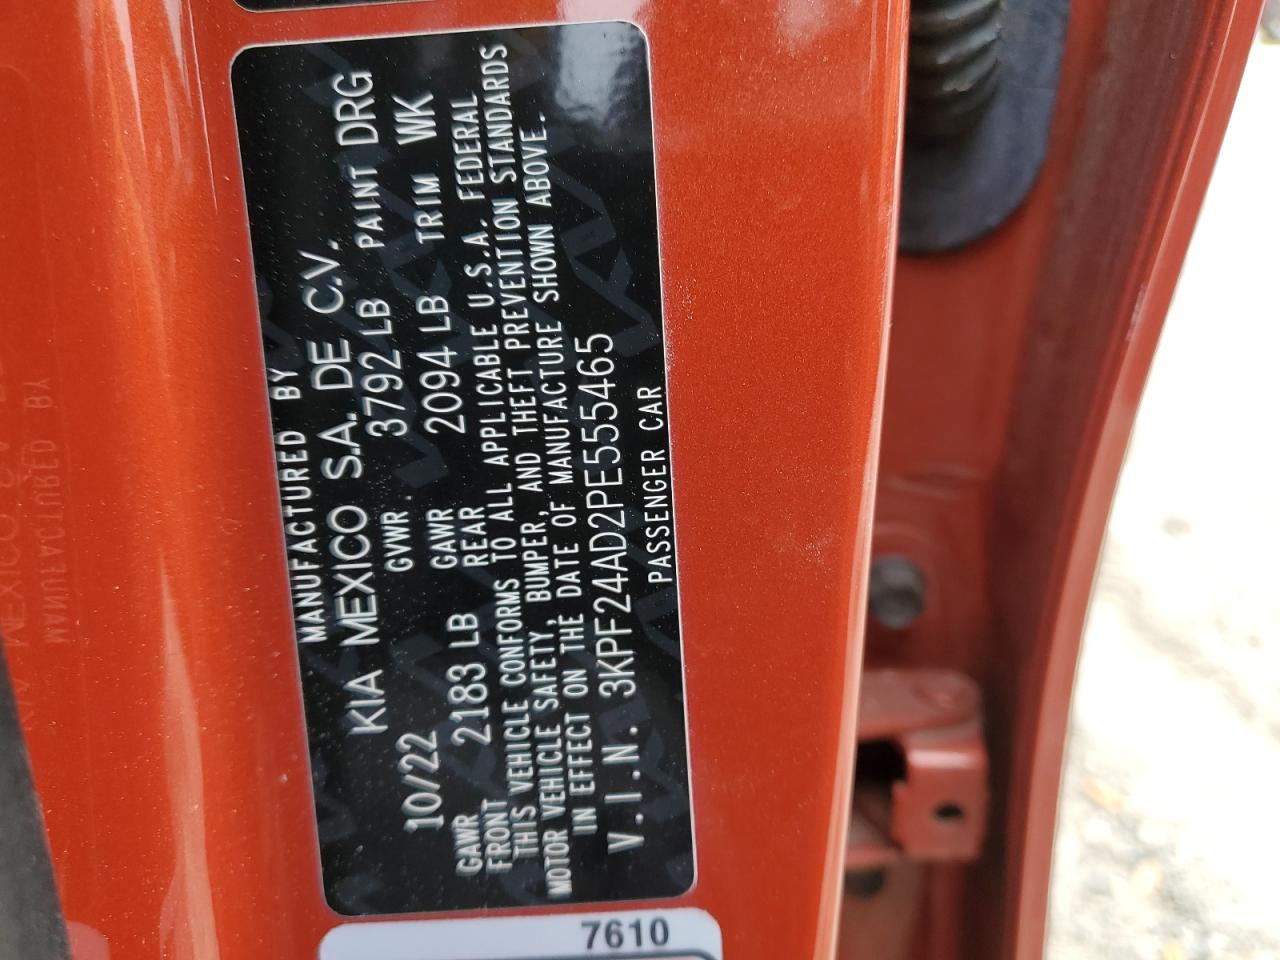 MANUFACTURED BY
KIA MEXICO S.A. DE C.V.
10/22 GVWR 3792 LB PAINT DRG
GAWR FRONT 2183 LB GAWR REAR 2094 LB TRIM WK
THIS VEHICLE CONFORMS TO ALL APPLICABLE U.S.A. FEDERAL
MOTOR VEHICLE SAFETY, BUMPER, AND THEFT PREVENTION STANDARDS
IN EFFECT ON THE DATE OF MANUFACTURE SHOWN ABOVE.
V.I.N. 3KPF24AD2PE555465
PASSENGER CAR
7610